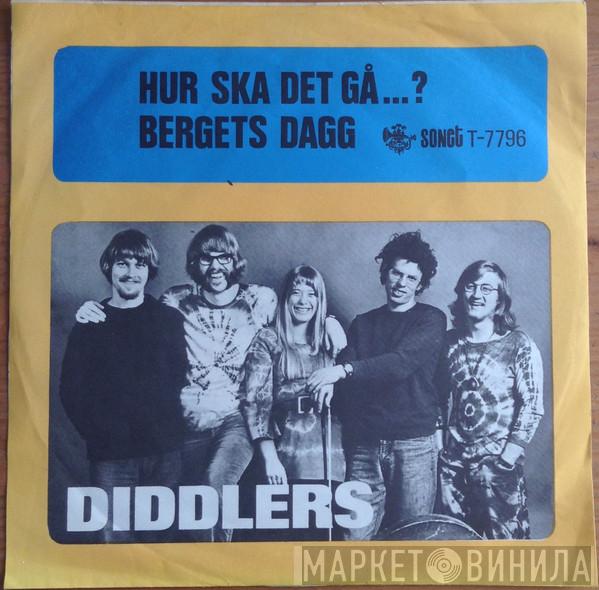 HUR SKA DET GÅ...?
BERGETS DAGG sonet T-7796
DIDDLERS
МАРКЕТ ВИНИЛА